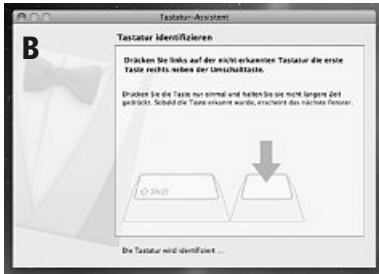 Tastatur-Assistent
B
Tastatur identifizieren
Drücken Sie links auf der nicht erkannten Tastatur die erste
Taste rechts neben der Umschalttaste.
Drücken Sie die Taste nur einmal und halten Sie sie nicht längere Zeit
gedrückt. Sobald die Taste erkannt wurde, erscheint das nächste Fenster.
shift
Die Tastatur wird identifiziert ...